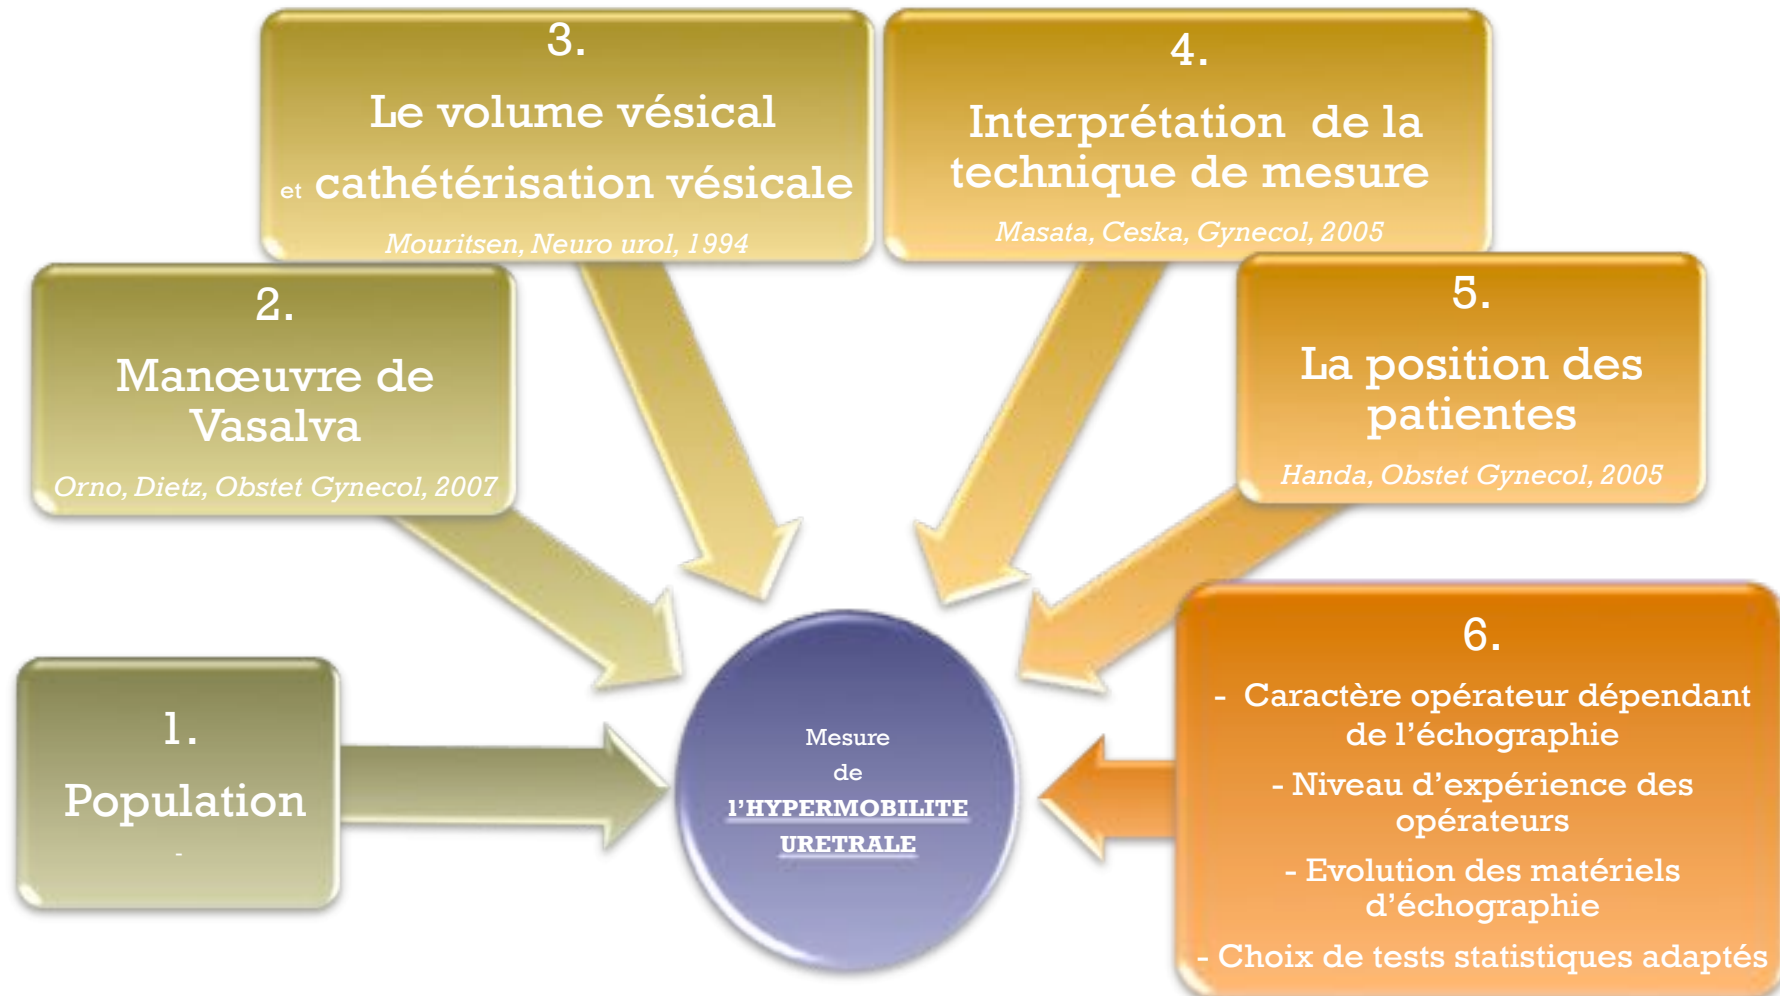 1.
Population
-
2.
Manœuvre de
Vasalva
Orno, Dietz, Obstet Gynecol, 2007
3.
Le volume vésical
et cathétérisation vésicale
Mouritsen, Neuro urol, 1994
4.
Interprétation de la
technique de mesure
Masata, Ceska, Gynecol, 2005
5.
La position des
patientes
Handa, Obstet Gynecol, 2005
6.
- Caractère opérateur dépendant
de l’échographie
- Niveau d’expérience des
opérateurs
- Evolution des matériels
d’échographie
- Choix de tests statistiques adaptés
Mesure
de
l’HYPERMOBILITE
URETRALE